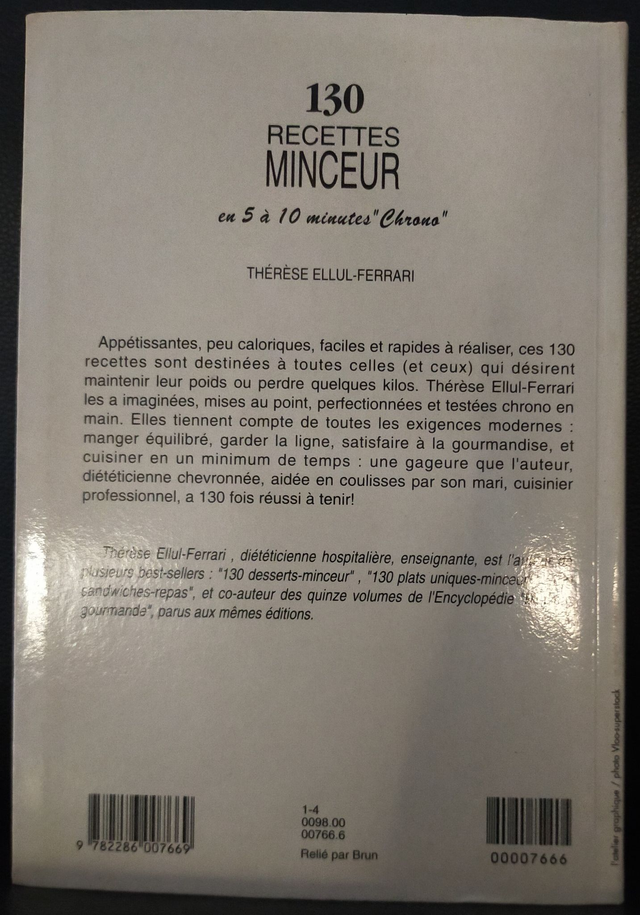 130
RECETTES
MINCEUR
en 5 à 10 minutes "Chrono"
THÉRÈSE ELLUL-FERRARI
Appétissantes, peu caloriques, faciles et rapides à réaliser, ces 130
recettes sont destinées à toutes celles (et ceux) qui désirent
maintenir leur poids ou perdre quelques kilos. Thérèse Ellul-Ferrari
les a imaginées, mises au point, perfectionnées et testées chrono en
main. Elles tiennent compte de toutes les exigences modernes :
manger équilibré, garder la ligne, satisfaire à la gourmandise, et
cuisiner en un minimum de temps : une gageure que l'auteur,
diététicienne chevronnée, aidée en coulisses par son mari, cuisinier
professionnel, a 130 fois réussi à tenir!
Thérèse Ellul-Ferrari , diététicienne hospitalière, enseignante, est
plusieurs best-sellers : "130 desserts-minceur" , "130 plats
sandwiches-repas", et co-auteur des quinze volumes de l'Encyclopédie
gourmande", parus aux mêmes éditions.
1-4
0098.00
00766.6
Relié par Brun
9 782286 007669
00007666
l'atelier graphique / photo Vloo-superstock